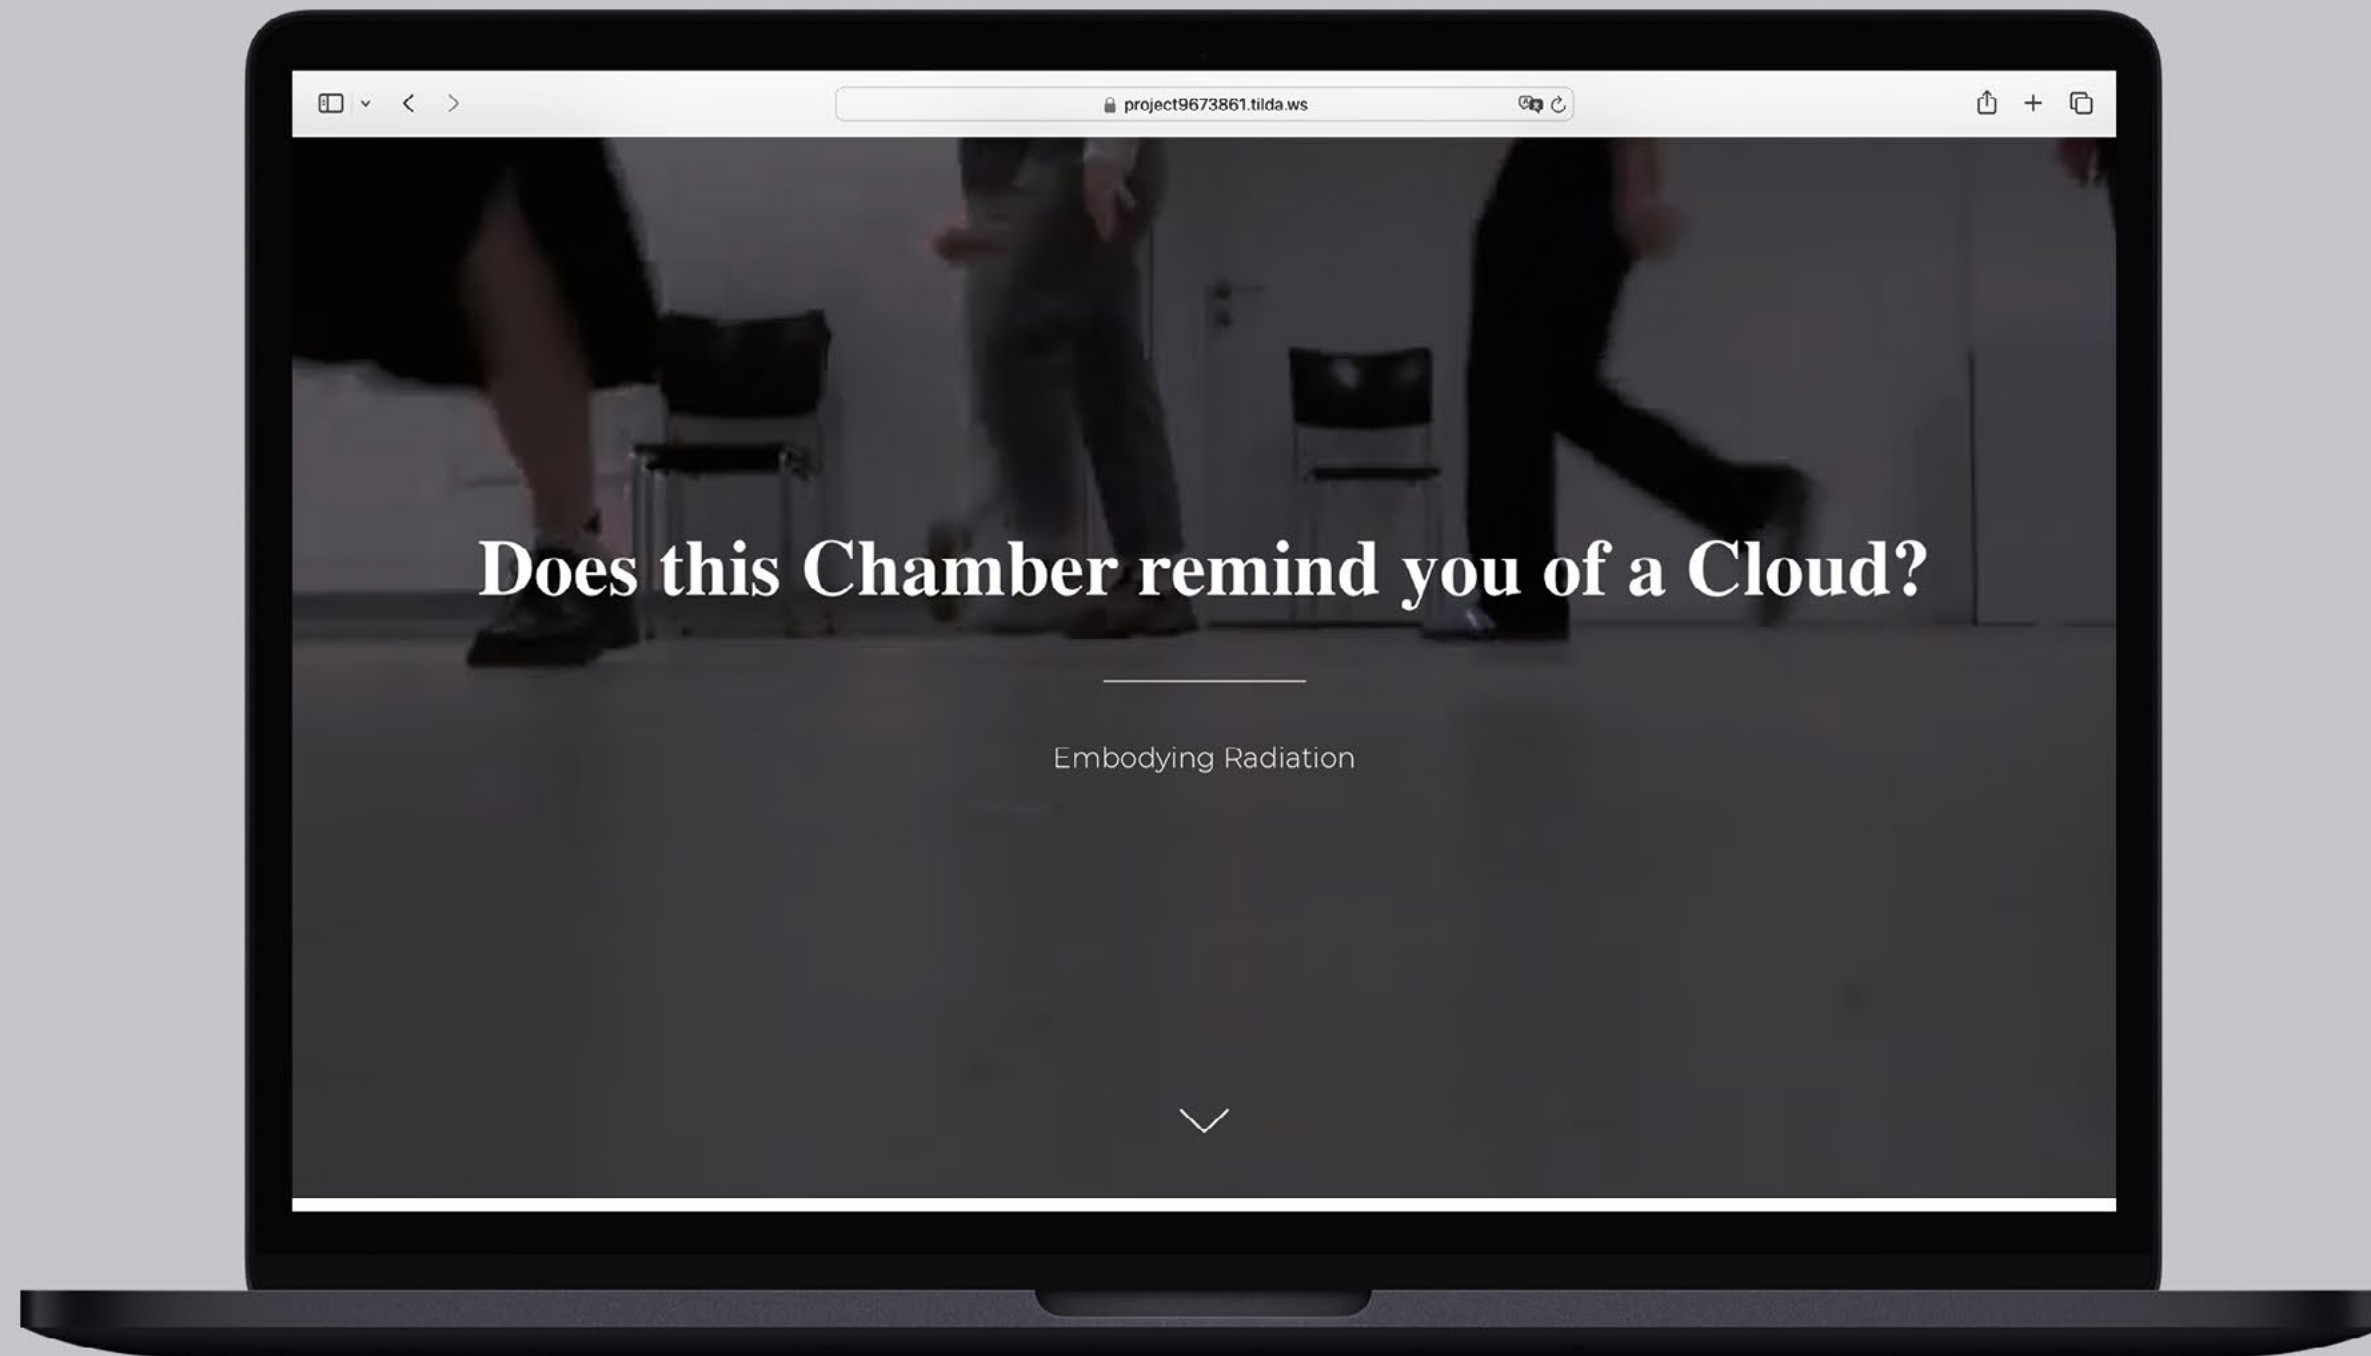 project9673861.tilda.ws
Does this Chamber remind you of a Cloud?
Embodying Radiation